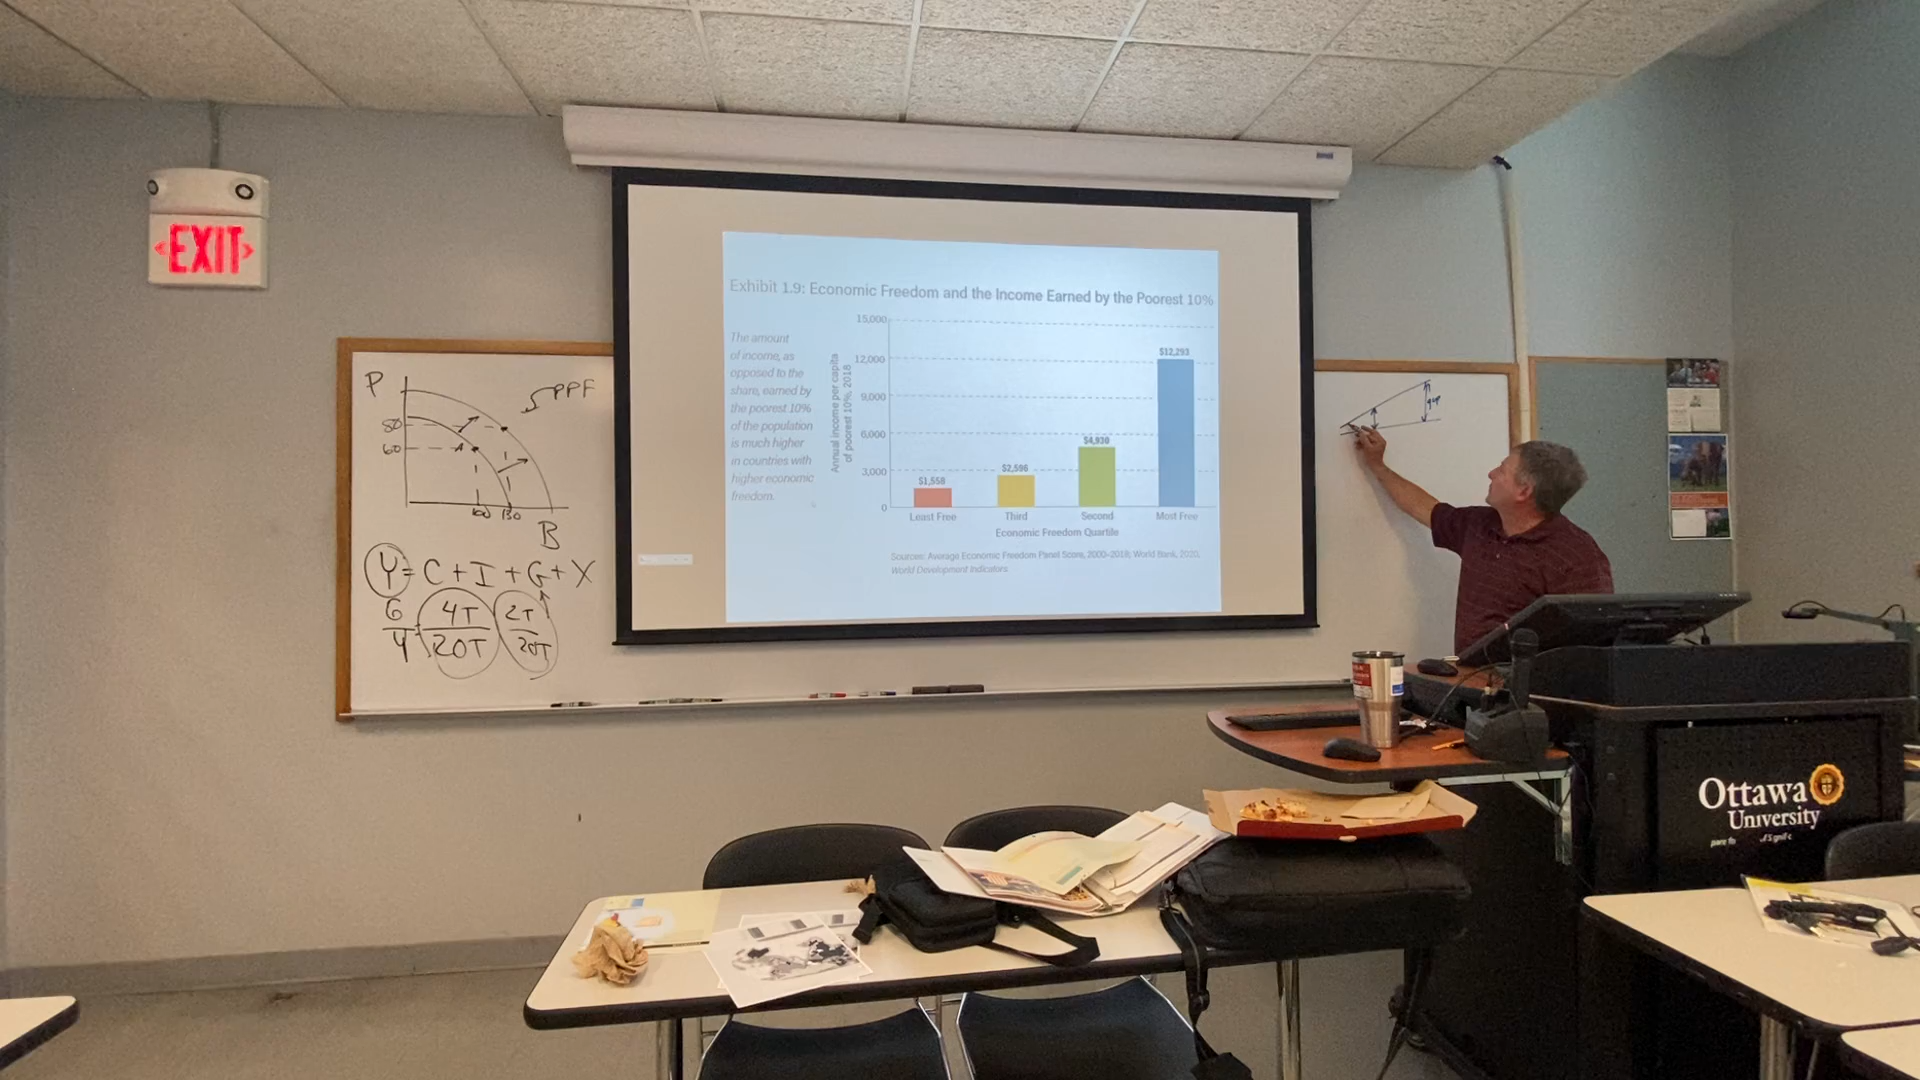 EXIT
P
PPF
80
60
100 130
B
Y = C + I + G + X
G/Y = 4T/20T 2T/20T
Exhibit 1.9: Economic Freedom and the Income Earned by the Poorest 10%
The amount
of income, as
opposed to the
share, earned by
the poorest 10%
of the population
is much higher
in countries with
higher economic
freedom.
Annual income per capita
of poorest 10%, 2018
15,000
12,000
9,000
6,000
3,000
0
$1,558
$2,596
$4,930
$12,293
Least Free Third Second Most Free
Economic Freedom Quartile
Sources: Average Economic Freedom Panel Score, 2000–2018; World Bank, 2020,
World Development Indicators
gap
Ottawa
University